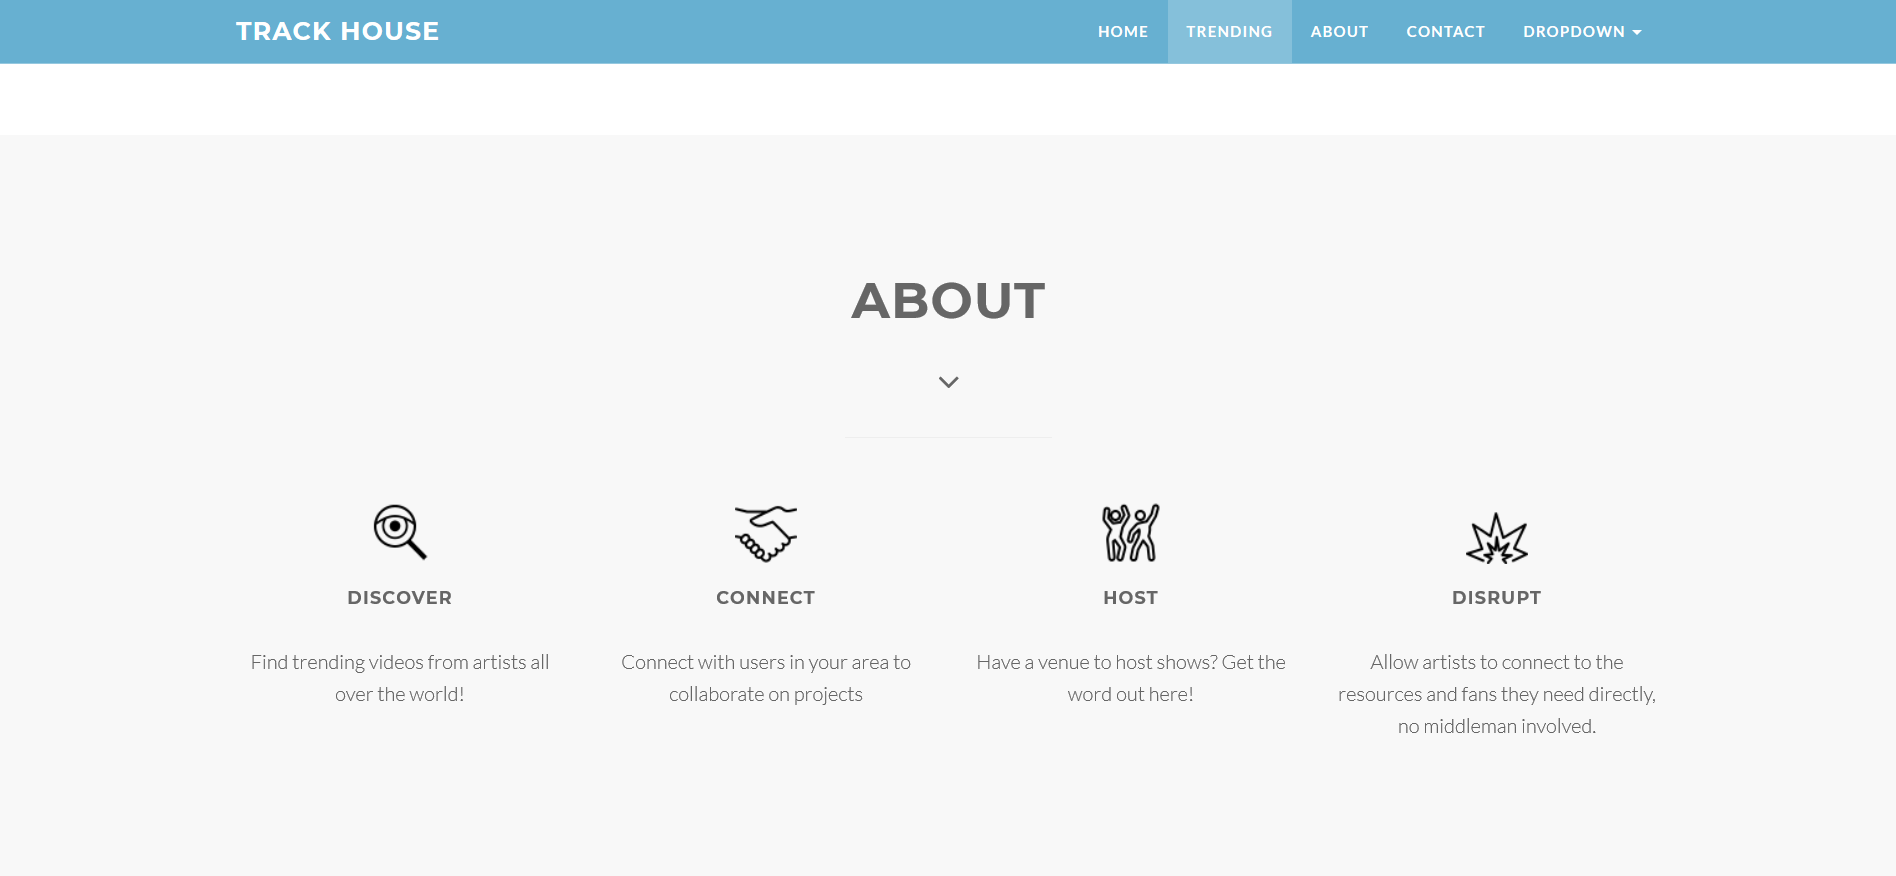 TRACK HOUSE
HOME
TRENDING
ABOUT
CONTACT
DROPDOWN
ABOUT
DISCOVER
Find trending videos from artists all
over the world!
CONNECT
Connect with users in your area to
collaborate on projects
HOST
Have a venue to host shows? Get the
word out here!
DISRUPT
Allow artists to connect to the
resources and fans they need directly,
no middleman involved.